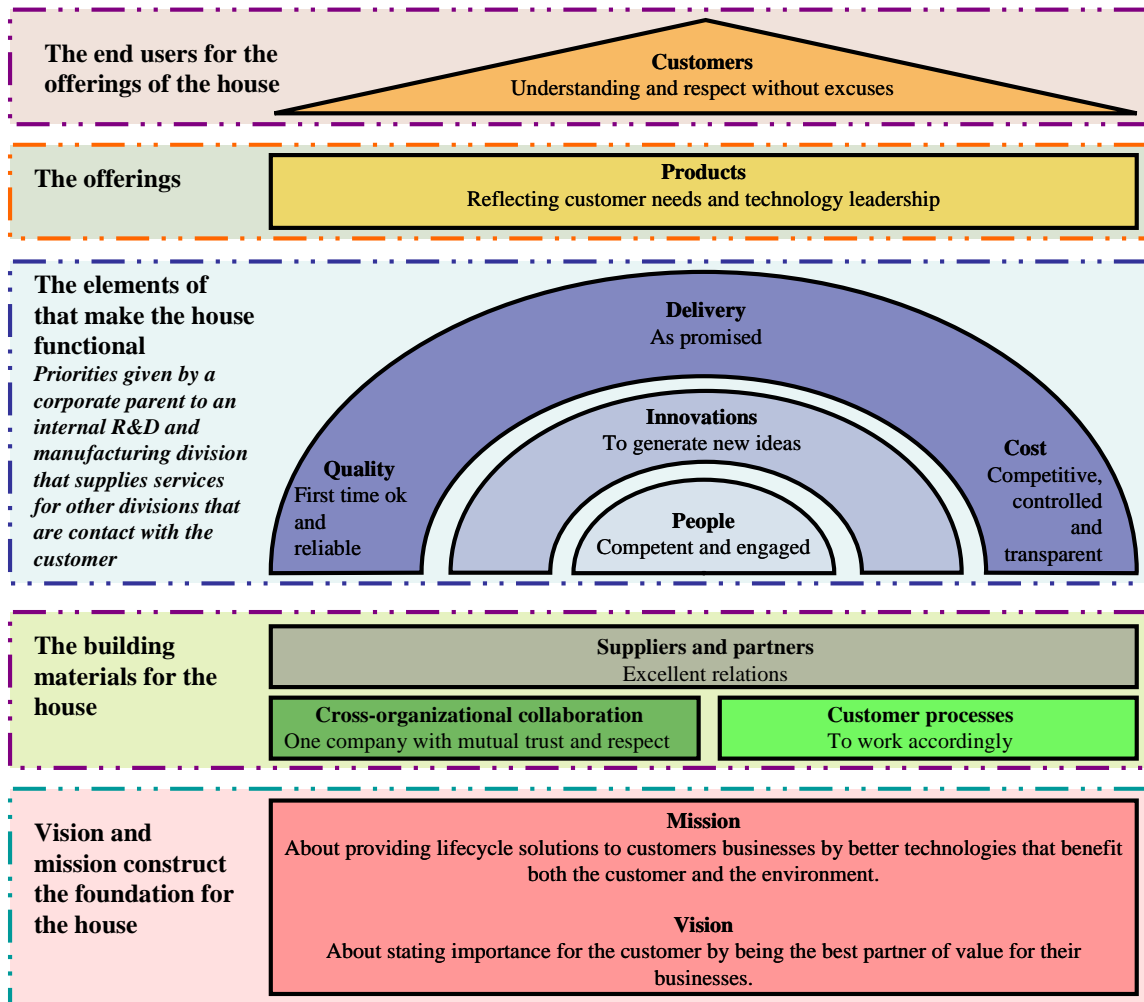 The end users for the
offerings of the house
Customers
Understanding and respect without excuses
The offerings
Products
Reflecting customer needs and technology leadership
The elements of
that make the house
functional
Priorities given by a
corporate parent to an
internal R&D and
manufacturing division
that supplies services
for other divisions that
are contact with the
customer
Delivery
As promised
Innovations
To generate new ideas
Quality
First time ok
and
reliable
Cost
Competitive,
controlled
and
transparent
People
Competent and engaged
The building
materials for the
house
Suppliers and partners
Excellent relations
Cross-organizational collaboration
One company with mutual trust and respect
Customer processes
To work accordingly
Vision and
mission construct
the foundation for
the house
Mission
About providing lifecycle solutions to customers businesses by better technologies that benefit
both the customer and the environment.
Vision
About stating importance for the customer by being the best partner of value for their
businesses.